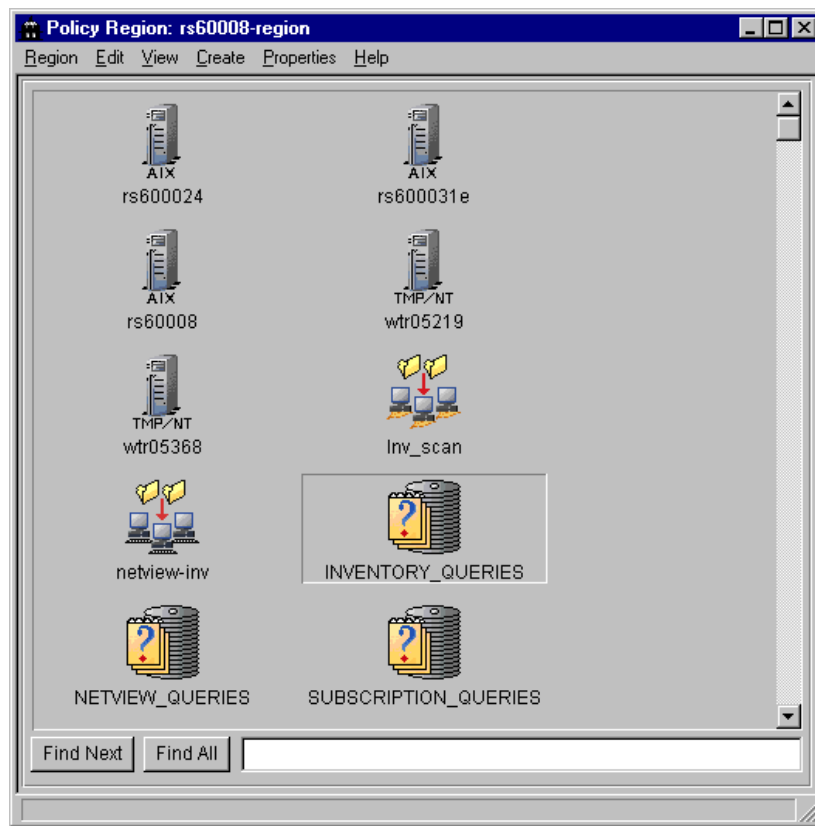 Policy Region: rs60008-region
Region Edit View Create Properties Help
AIX AIX
rs600024 rs600031e
AIX TMP/NT
rs60008 wtr05219
TMP/NT
wtr05368 Inv_scan
netview-inv INVENTORY_QUERIES
NETVIEW_QUERIES SUBSCRIPTION_QUERIES
Find Next Find All